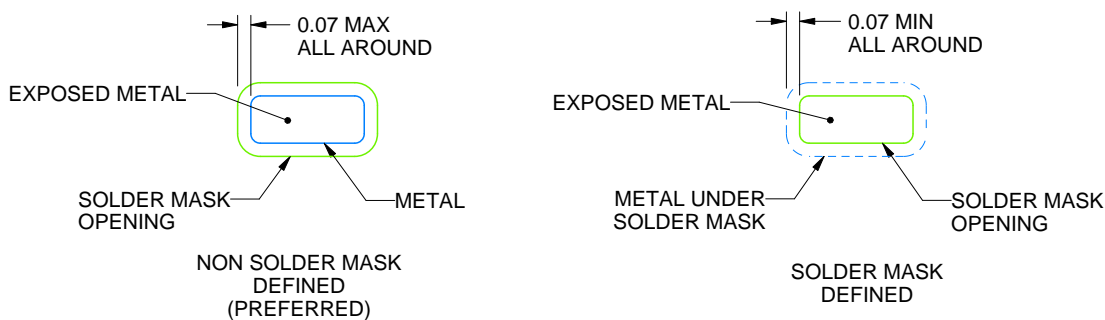 0.07 MAX
ALL AROUND
EXPOSED METAL
SOLDER MASK
OPENING
METAL
NON SOLDER MASK
DEFINED
(PREFERRED)
0.07 MIN
ALL AROUND
EXPOSED METAL
METAL UNDER
SOLDER MASK
SOLDER MASK
OPENING
SOLDER MASK
DEFINED